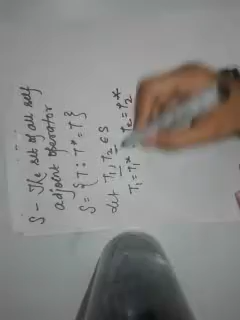 S - The set of all self
adjoint operator
S = { T : T* = T }
Let T₁, T₂ ∈ S
T₁ = T₁* T₂ = T₂*